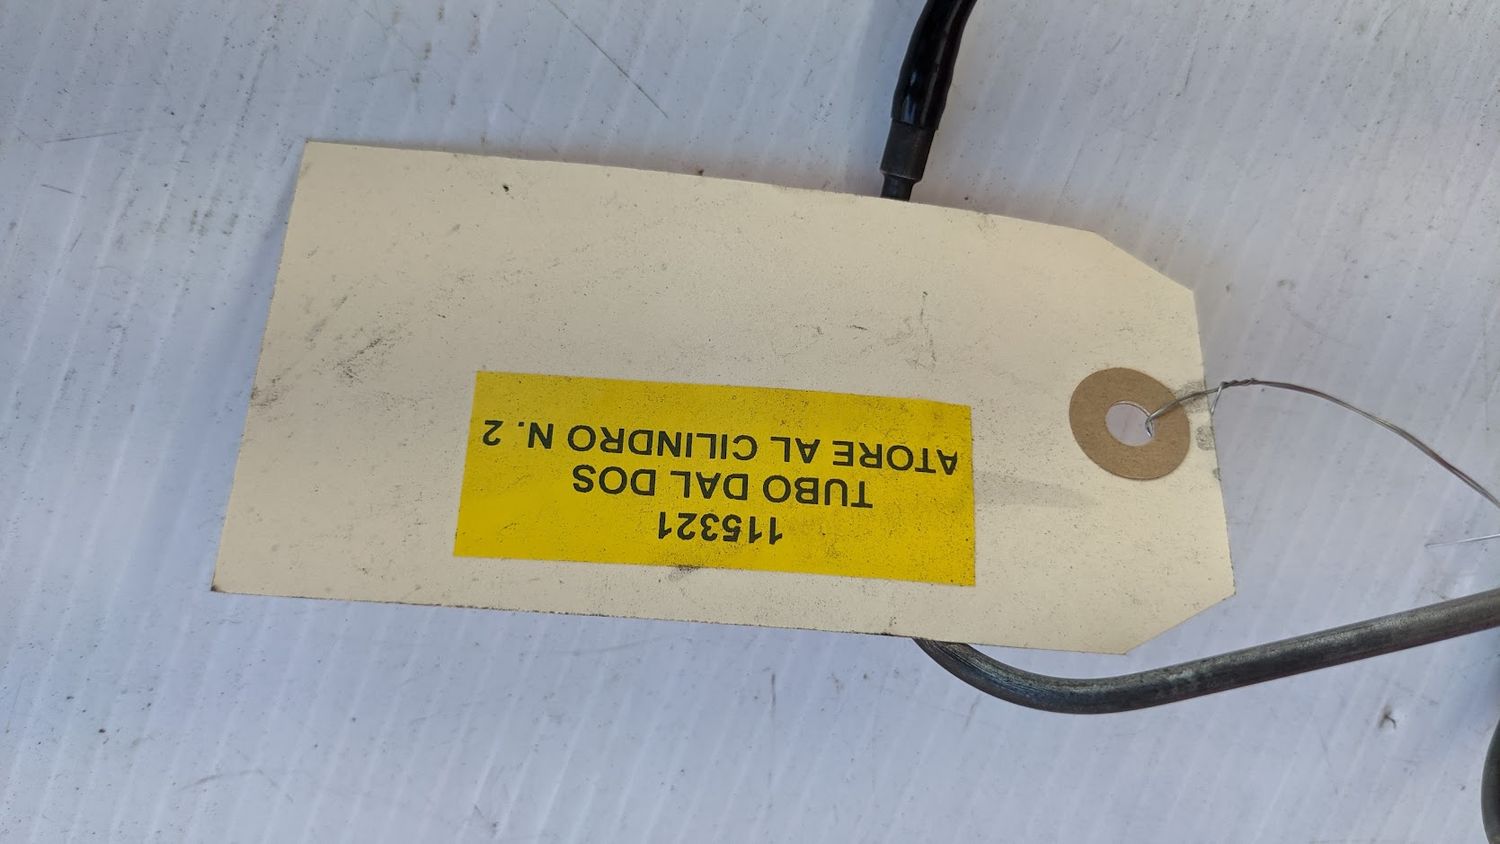 115321
TUBO DAL DOS
ATORE AL CILINDRO N. 2